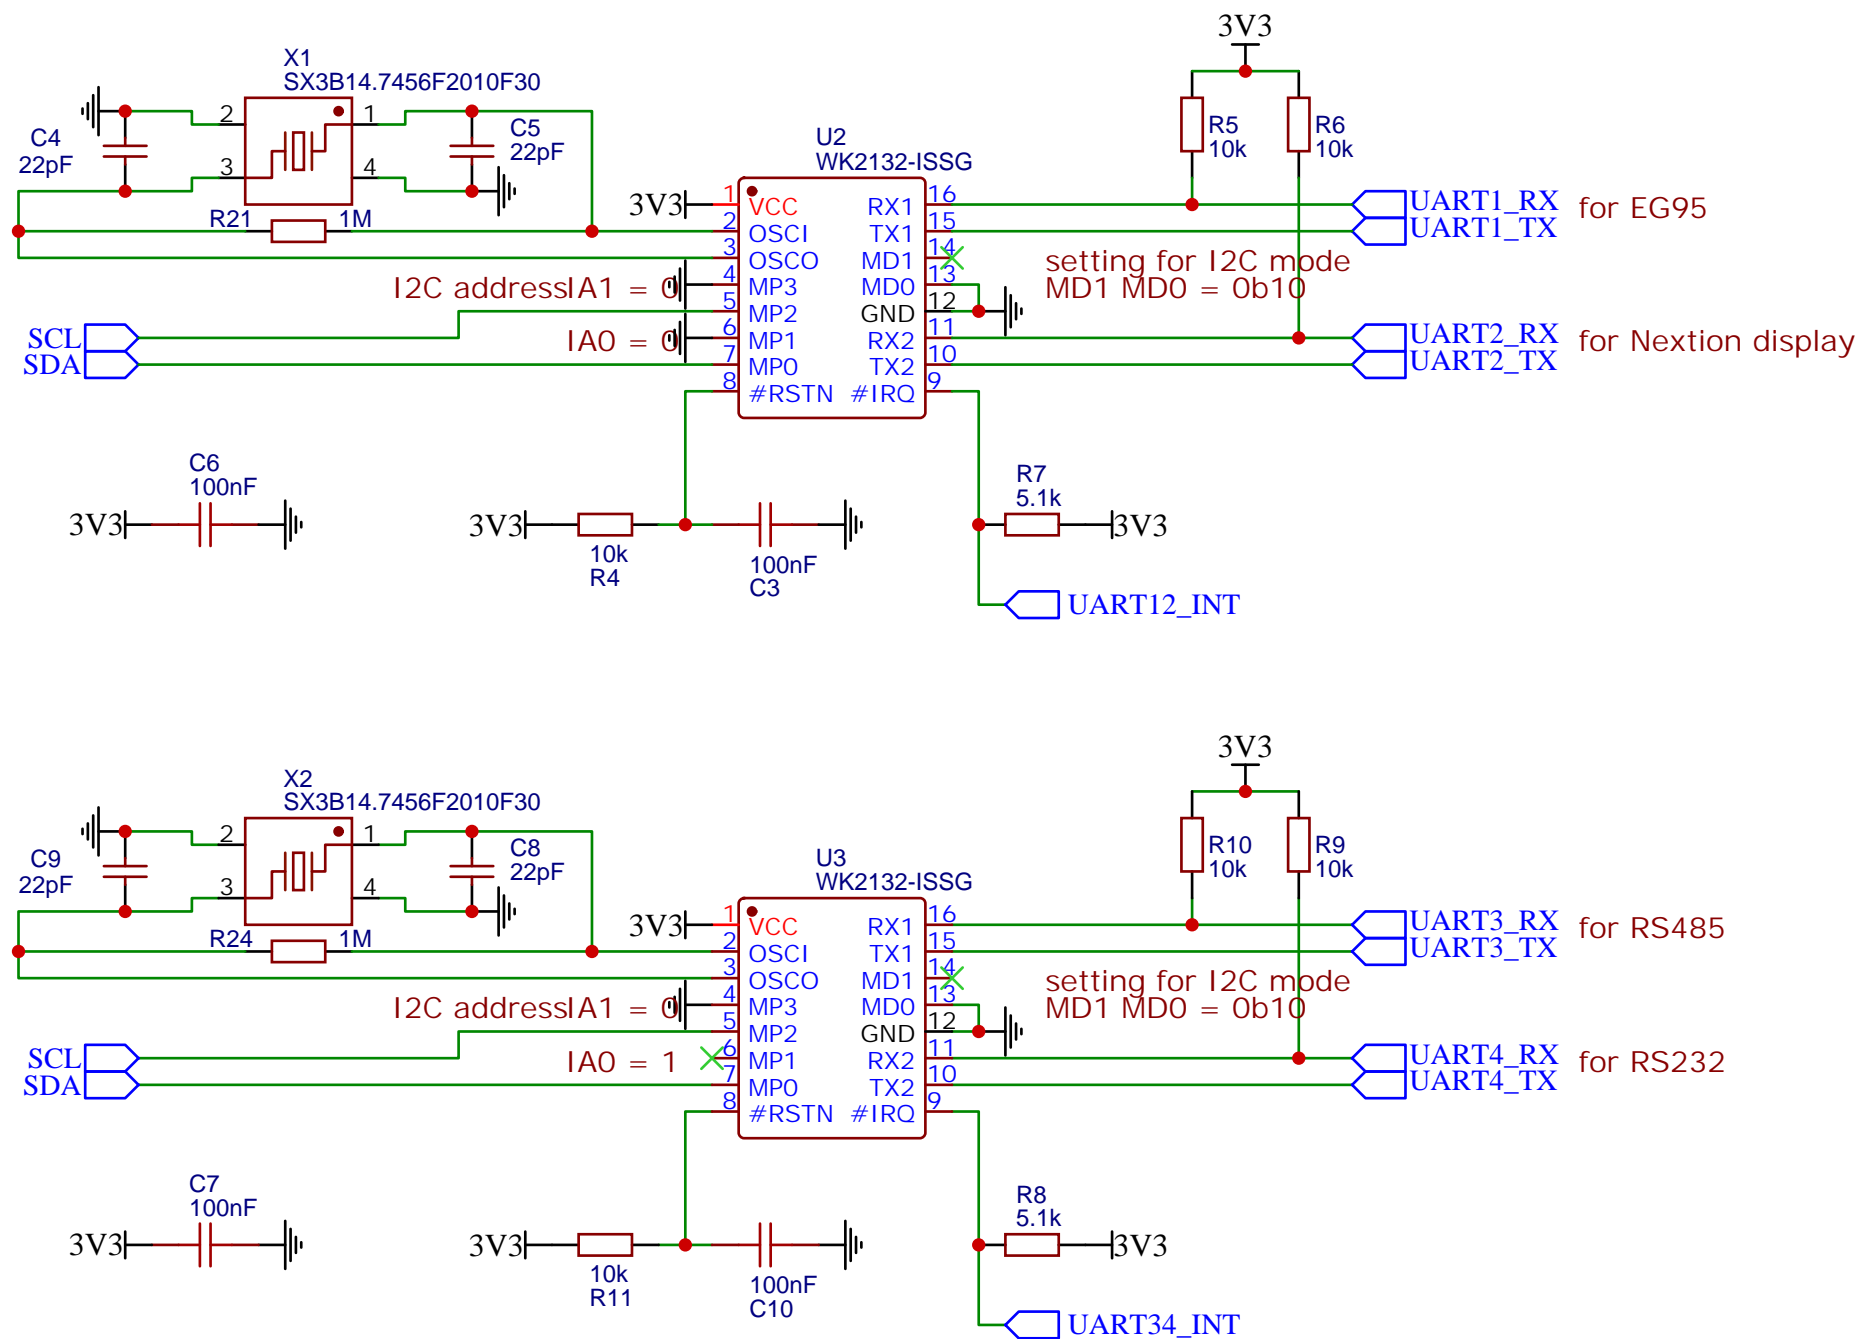 3V3
X1
SX3B14.7456F2010F30
2
1
C4
22pF
C5
22pF
3
4
R21
1M
U2
WK2132-ISSG
R5
10k
R6
10k
3V3
1
VCC
RX1
16
UART1_RX
for EG95
2
OSCI
TX1
15
UART1_TX
3
OSCO
MD1
14
setting for I2C mode
I2C addressIA1 = 0
4
MP3
MD0
13
MD1 MD0 = 0b10
5
MP2
GND
12
SCL
IA0 = 0
6
MP1
RX2
11
UART2_RX
for Nextion display
SDA
7
MP0
TX2
10
UART2_TX
8
#RSTN
#IRQ
9
C6
100nF
3V3
3V3
10k
R4
100nF
C3
R7
5.1k
3V3
UART12_INT
3V3
X2
SX3B14.7456F2010F30
2
1
C9
22pF
C8
22pF
3
4
R24
1M
U3
WK2132-ISSG
R10
10k
R9
10k
3V3
1
VCC
RX1
16
UART3_RX
for RS485
2
OSCI
TX1
15
UART3_TX
3
OSCO
MD1
14
setting for I2C mode
I2C addressIA1 = 0
4
MP3
MD0
13
MD1 MD0 = 0b10
5
MP2
GND
12
SCL
IA0 = 1
6
MP1
RX2
11
UART4_RX
for RS232
SDA
7
MP0
TX2
10
UART4_TX
8
#RSTN
#IRQ
9
C7
100nF
3V3
3V3
10k
R11
100nF
C10
R8
5.1k
3V3
UART34_INT